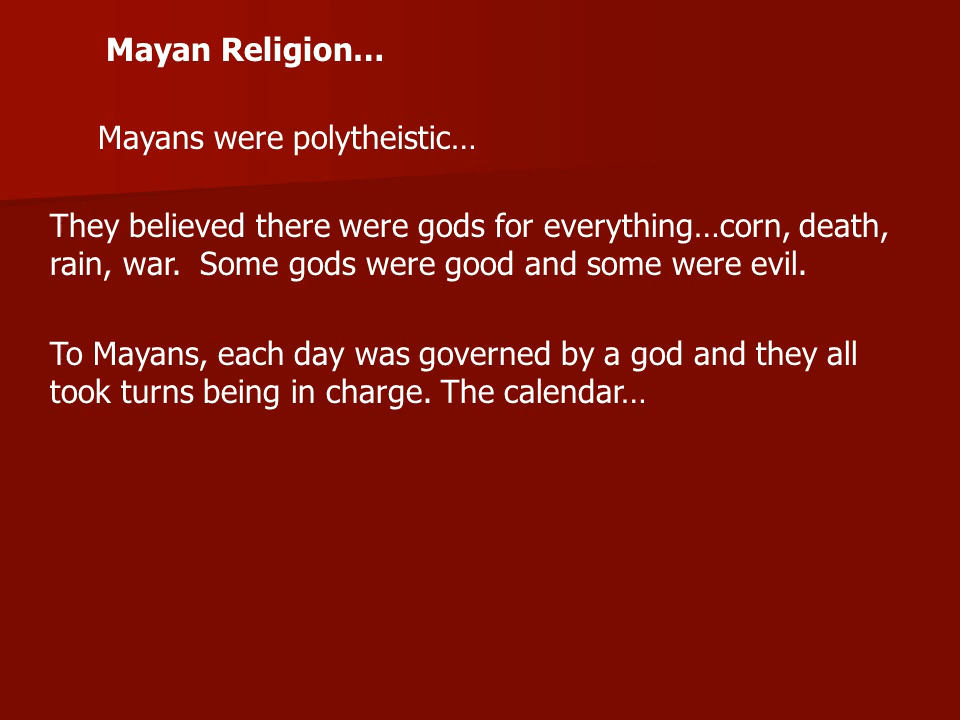 Mayan Religion…
Mayans were polytheistic…
They believed there were gods for everything…corn, death,
rain, war.  Some gods were good and some were evil.
To Mayans, each day was governed by a god and they all
took turns being in charge. The calendar…